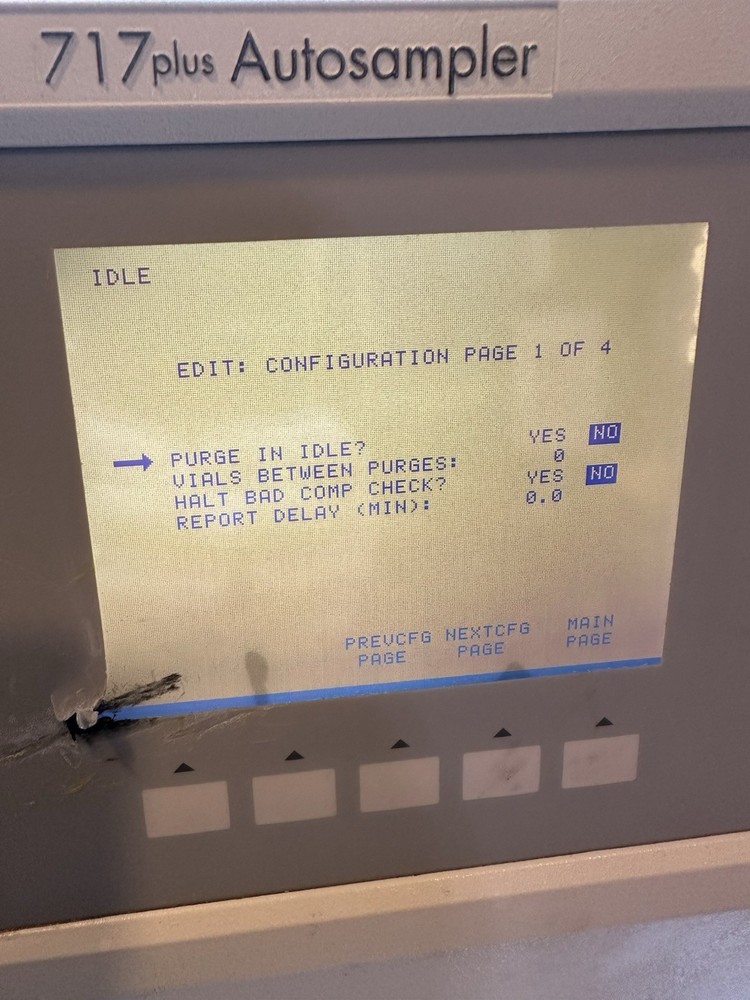 717plus Autosampler
IDLE
EDIT: CONFIGURATION PAGE 1 OF 4
PURGE IN IDLE? YES NO
VIALS BETWEEN PURGES: 0
HALT BAD COMP CHECK? YES NO
REPORT DELAY (MIN): 0.0
PREVCFG NEXTCFG MAIN
PAGE PAGE PAGE